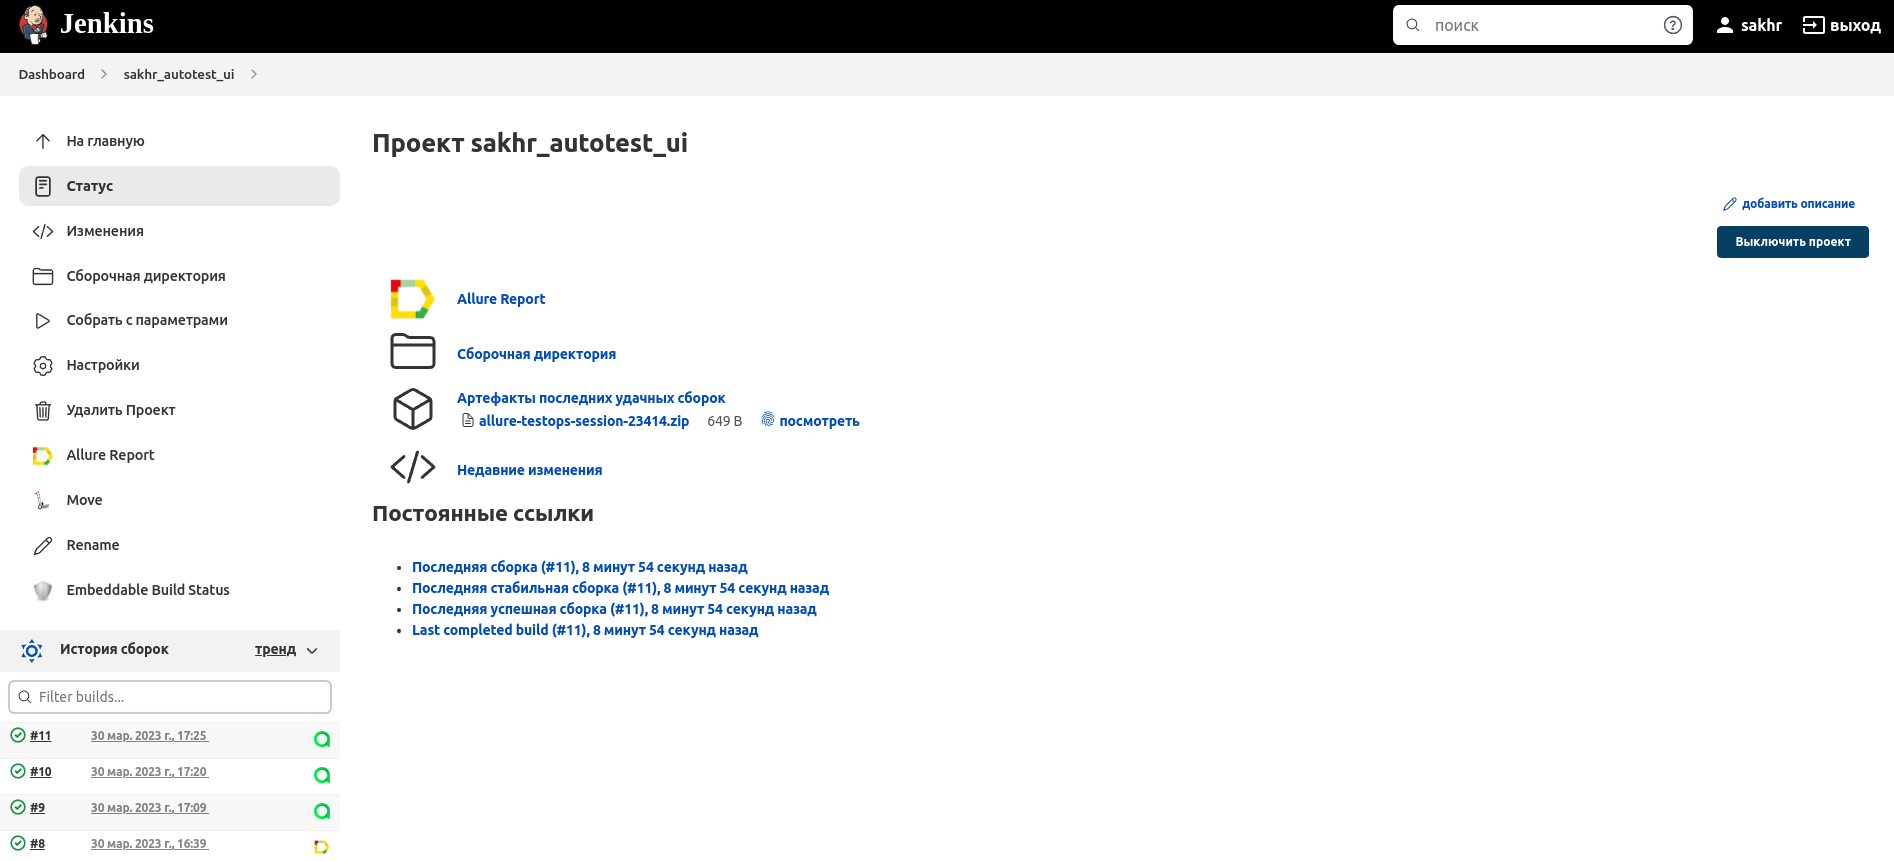 Jenkins
поиск
sakhr
выход
Dashboard
sakhr_autotest_ui
На главную
Статус
Изменения
Сборочная директория
Собрать с параметрами
Настройки
Удалить Проект
Allure Report
Move
Rename
Embeddable Build Status
История сборок тренд
Filter builds...
#11 30 мар. 2023 г., 17:25
#10 30 мар. 2023 г., 17:20
#9 30 мар. 2023 г., 17:09
#8 30 мар. 2023 г., 16:39
Проект sakhr_autotest_ui
добавить описание
Выключить проект
Allure Report
Сборочная директория
Артефакты последних удачных сборок
allure-testops-session-23414.zip 649 B посмотреть
Недавние изменения
Постоянные ссылки
• Последняя сборка (#11), 8 минут 54 секунд назад
• Последняя стабильная сборка (#11), 8 минут 54 секунд назад
• Последняя успешная сборка (#11), 8 минут 54 секунд назад
• Last completed build (#11), 8 минут 54 секунд назад